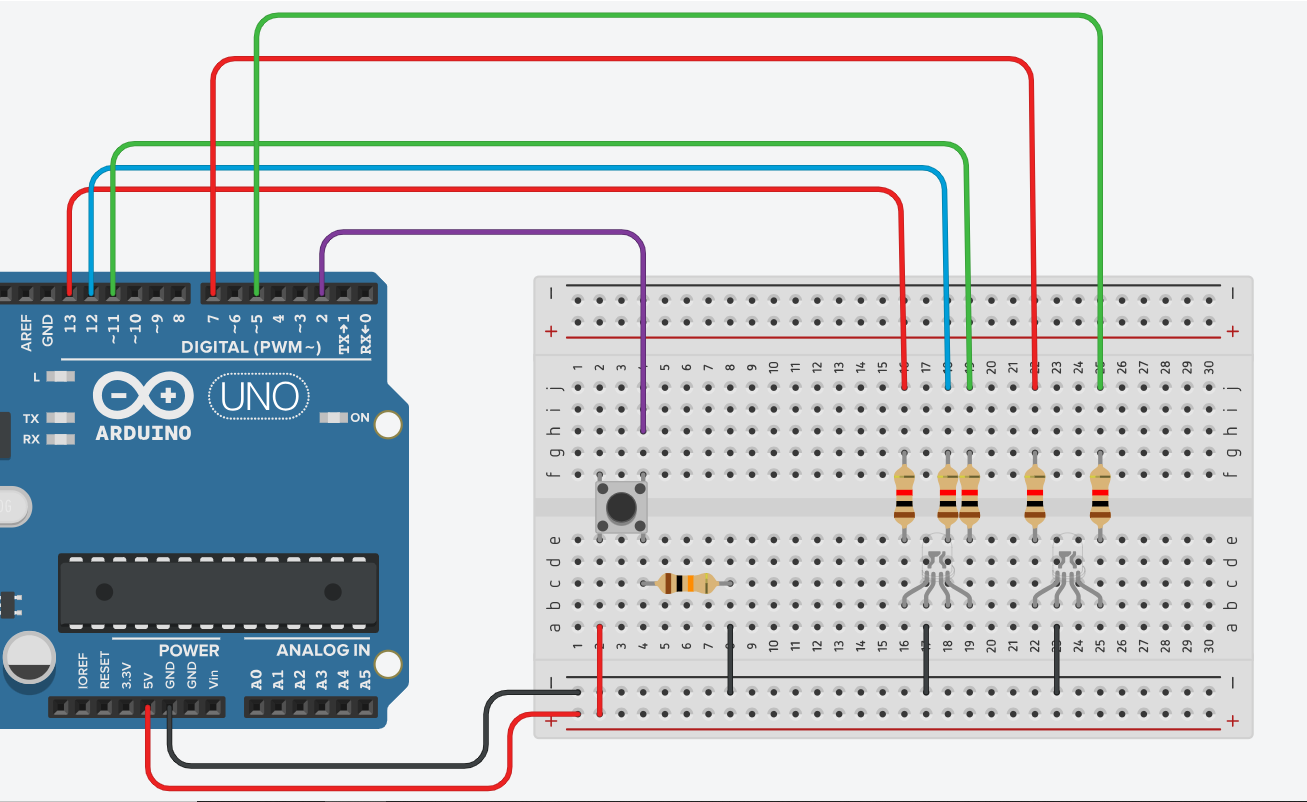 AREF
GND
13
12
~11
~10
~9
8
7
~6
~5
4
~3
2
TX→1
RX←0
DIGITAL (PWM~)
L
TX
RX
ARDUINO
UNO
ON
POWER
ANALOG IN
IOREF
RESET
3.3V
5V
GND
GND
Vin
A0
A1
A2
A3
A4
A5
− −
+ +
1 2 3 4 5 6 7 8 9 10 11 12 13 14 15 16 17 18 19 20 21 22 23 24 25 26 27 28 29 30
j j
i i
h h
g g
f f
e e
d d
c c
b b
a a
1 2 3 4 5 6 7 8 9 10 11 12 13 14 15 16 17 18 19 20 21 22 23 24 25 26 27 28 29 30
− −
+ +